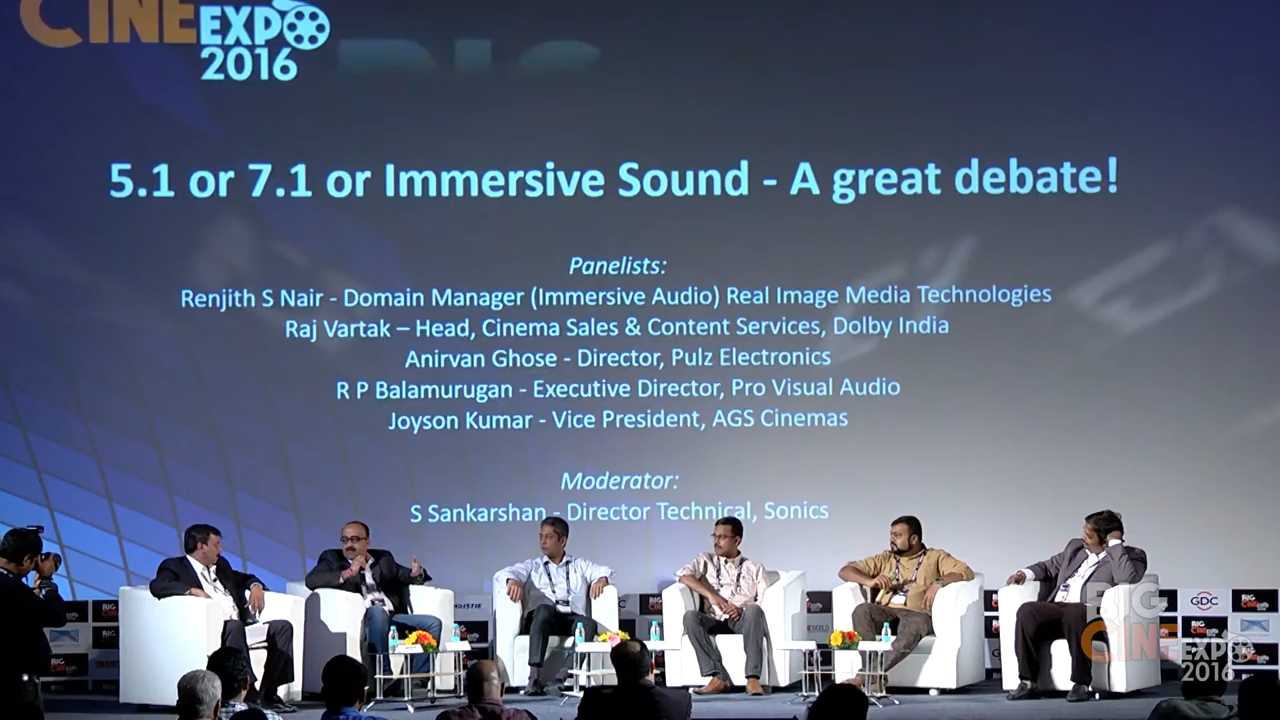 CINE EXPO
2016
5.1 or 7.1 or Immersive Sound - A great debate!
Panelists:
Renjith S Nair - Domain Manager (Immersive Audio) Real Image Media Technologies
Raj Vartak – Head, Cinema Sales & Content Services, Dolby India
Anirvan Ghose - Director, Pulz Electronics
R P Balamurugan - Executive Director, Pro Visual Audio
Joyson Kumar - Vice President, AGS Cinemas
Moderator:
S Sankarshan - Director Technical, Sonics
GDC
BIG
CINE EXPO
2016